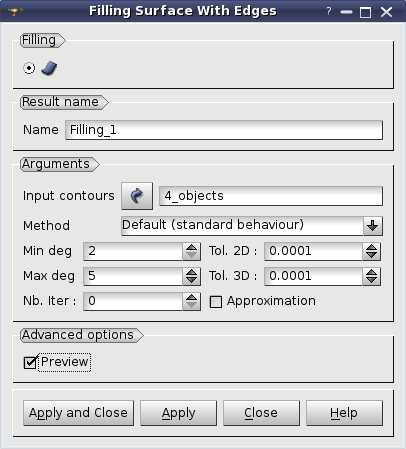 Filling Surface With Edges
Filling
Result name
Name Filling_1
Arguments
Input contours 4_objects
Method Default (standard behaviour)
Min deg 2 Tol. 2D : 0.0001
Max deg 5 Tol. 3D : 0.0001
Nb. Iter : 0 Approximation
Advanced options
Preview
Apply and Close Apply Close Help